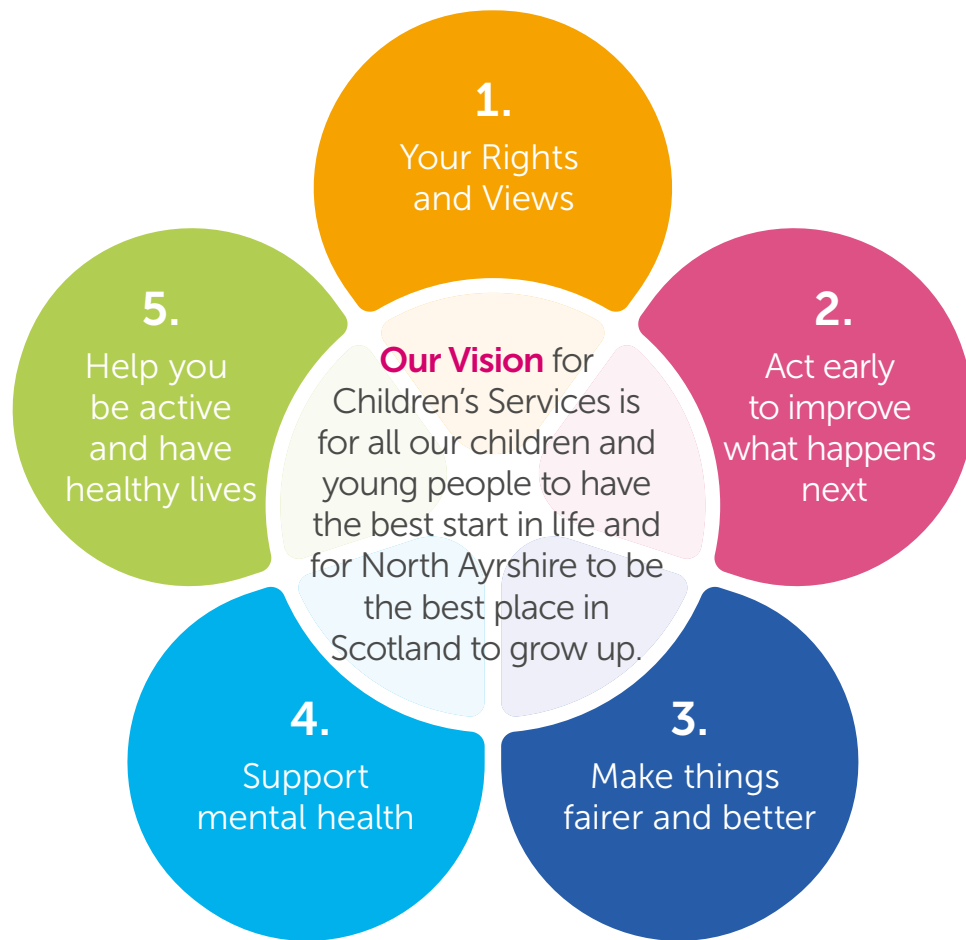 1.
Your Rights
and Views
2.
Act early
to improve
what happens
next
3.
Make things
fairer and better
4.
Support
mental health
5.
Help you
be active
and have
healthy lives
Our Vision for
Children’s Services is
for all our children and
young people to have
the best start in life and
for North Ayrshire to be
the best place in
Scotland to grow up.